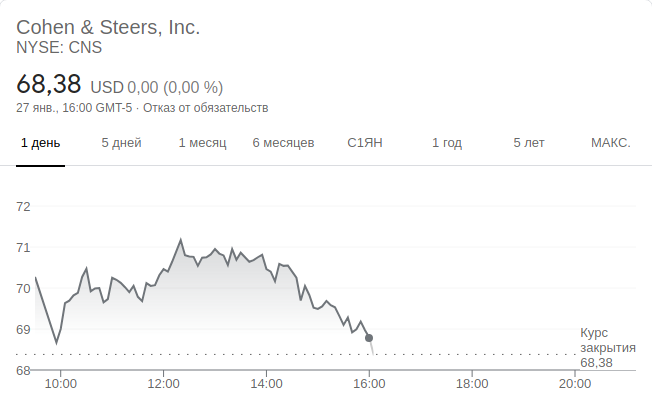 Cohen & Steers, Inc.
NYSE: CNS
68,38 USD 0,00 (0,00 %)
27 янв., 16:00 GMT-5 · Отказ от обязательств
1 день 5 дней 1 месяц 6 месяцев С1ЯН 1 год 5 лет МАКС.
72
71
70
69
68
Курс
закрытия
68,38
10:00 12:00 14:00 16:00 18:00 20:00